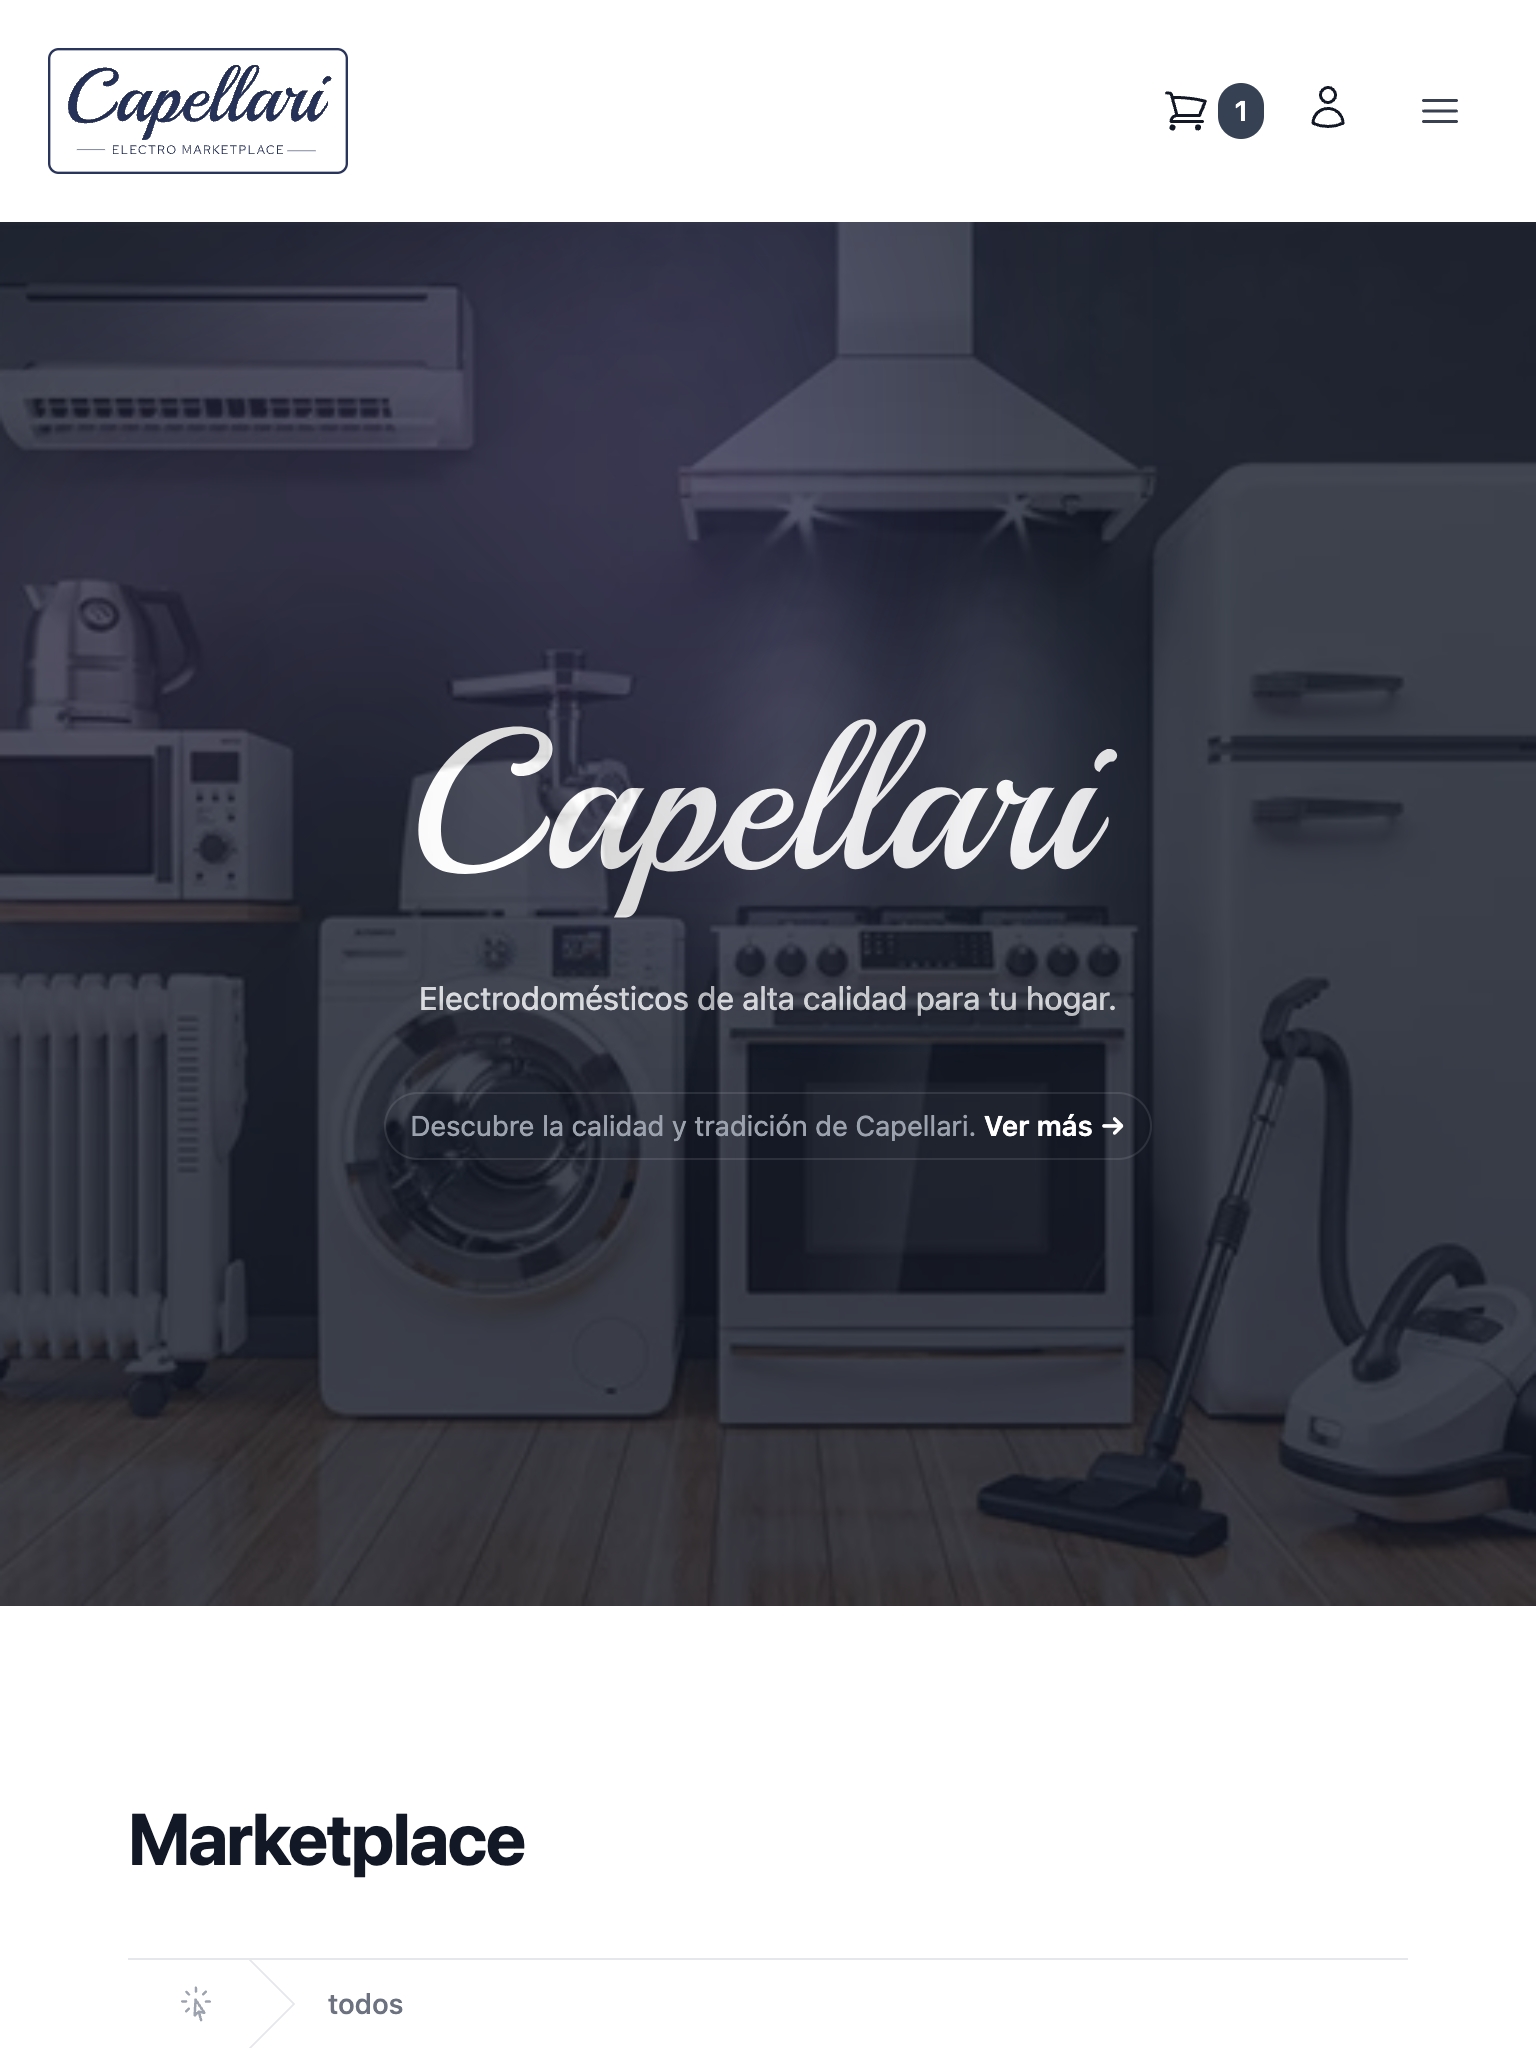 Capellari
ELECTRO MARKETPLACE
1
Capellari
Electrodomésticos de alta calidad para tu hogar.
Descubre la calidad y tradición de Capellari. Ver más →
Marketplace
todos